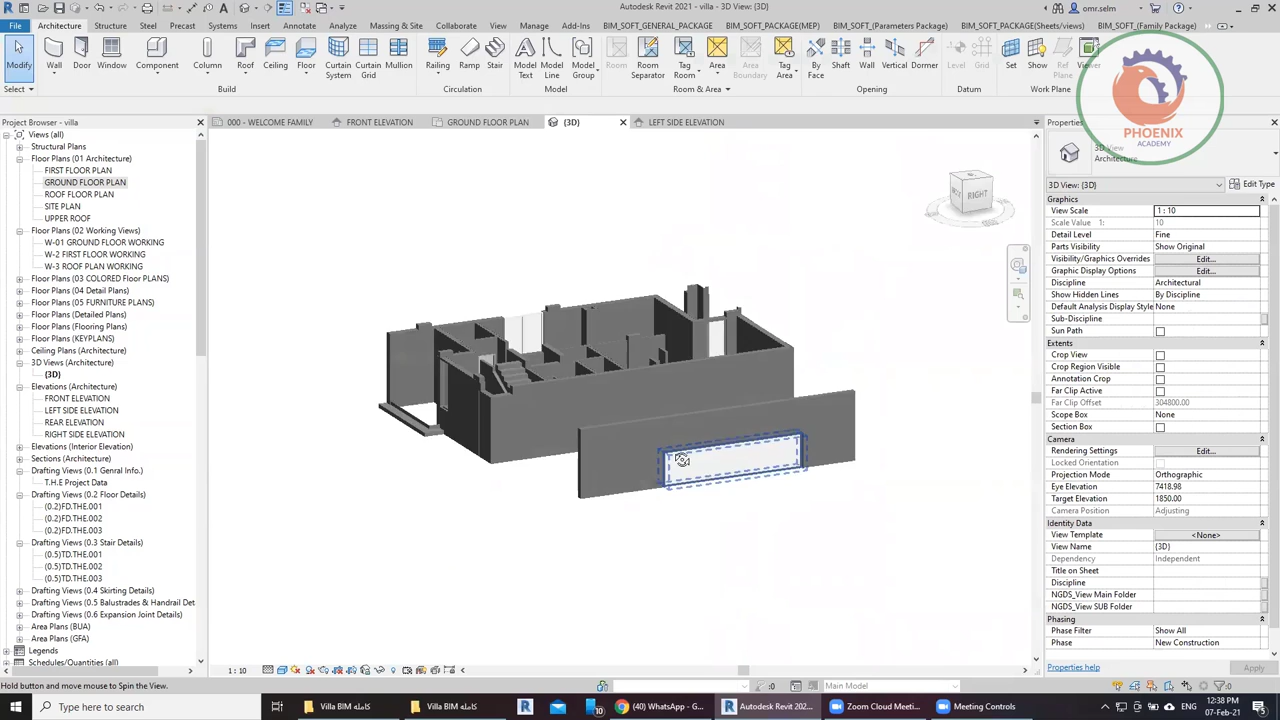 Autodesk Revit 2021 - villa - 3D View: {3D}
omr.selm
File
Architecture
Structure
Steel
Precast
Systems
Insert
Annotate
Analyze
Massing & Site
Collaborate
View
Manage
Add-Ins
BIM_SOFT_GENERAL_PACKAGE
BIM_SOFT_PACKAGE(MEP)
BIM_SOFT_(Parameters Package)
BIM_SOFT_PACKAGE(Sheets/views)
BIM_SOFT_(Family Package)
Modify
Wall
Door
Window
Component
Column
Roof
Ceiling
Floor
Curtain System
Curtain Grid
Mullion
Railing
Ramp
Stair
Model Text
Model Line
Model Group
Room
Room Separator
Tag Room
Area
Area Boundary
Tag Area
By Face
Shaft
Wall
Vertical
Dormer
Level
Grid
Set
Show
Ref Plane
Viewer
Select
Build
Circulation
Model
Room & Area
Opening
Datum
Work Plane
PHOENIX
ACADEMY
Project Browser - villa
000 - WELCOME FAMILY
FRONT ELEVATION
GROUND FLOOR PLAN
{3D}
LEFT SIDE ELEVATION
Properties
Views (all)
Structural Plans
Floor Plans (01 Architecture)
FIRST FLOOR PLAN
GROUND FLOOR PLAN
ROOF FLOOR PLAN
SITE PLAN
UPPER ROOF
Floor Plans (02 Working Views)
W-01 GROUND FLOOR WORKING
W-2 FIRST FLOOR WORKING
W-3 ROOF PLAN WORKING
Floor Plans (03 COLORED Floor PLANS)
Floor Plans (04 Detail Plans)
Floor Plans (05 FURNITURE PLANS)
Floor Plans (Detailed Plans)
Floor Plans (Flooring Plans)
Floor Plans (KEYPLANS)
Ceiling Plans (Architecture)
3D Views (Architecture)
{3D}
Elevations (Architecture)
FRONT ELEVATION
LEFT SIDE ELEVATION
REAR ELEVATION
RIGHT SIDE ELEVATION
Elevations (Interior Elevation)
Sections (Architecture)
Drafting Views (0.1 Genral Info.)
T.H.E Project Data
Drafting Views (0.2 Floor Details)
(0.2)FD.THE.001
(0.2)FD.THE.002
(0.2)FD.THE.003
Drafting Views (0.3 Stair Details)
(0.5)TD.THE.001
(0.5)TD.THE.002
(0.5)TD.THE.003
Drafting Views (0.4 Skirting Details)
Drafting Views (0.5 Balustrades & Handrail Det
Drafting Views (0.6 Expansion Joint Details)
Area Plans (BUA)
Area Plans (GFA)
Legends
Schedules/Quantities (all)
RIGHT
3D View
Architecture
3D View: {3D}
Edit Type
Graphics
View Scale 1 : 10
Scale Value 1: 10
Detail Level Fine
Parts Visibility Show Original
Visibility/Graphics Overrides Edit...
Graphic Display Options Edit...
Discipline Architectural
Show Hidden Lines By Discipline
Default Analysis Display Style None
Sub-Discipline
Sun Path
Extents
Crop View
Crop Region Visible
Annotation Crop
Far Clip Active
Far Clip Offset 304800.00
Scope Box None
Section Box
Camera
Rendering Settings Edit...
Locked Orientation
Projection Mode Orthographic
Eye Elevation 7418.98
Target Elevation 1850.00
Camera Position Adjusting
Identity Data
View Template <None>
View Name {3D}
Dependency Independent
Title on Sheet
Discipline
NGDS_View Main Folder
NGDS_View SUB Folder
Phasing
Phase Filter Show All
Phase New Construction
Properties help
Apply
1 : 10
Hold button and move mouse to Spin the View.
:0
Main Model
:0
Type here to search
Villa BIM كاملة
Villa BIM كاملة
(40) WhatsApp - G...
Autodesk Revit 202...
Zoom Cloud Meeti...
Meeting Controls
ENG
12:38 PM
07-Feb-21